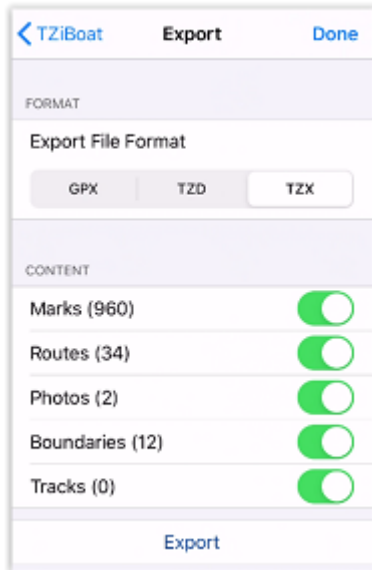 TZiBoat Export Done
FORMAT
Export File Format
GPX TZD TZX
CONTENT
Marks (960)
Routes (34)
Photos (2)
Boundaries (12)
Tracks (0)
Export